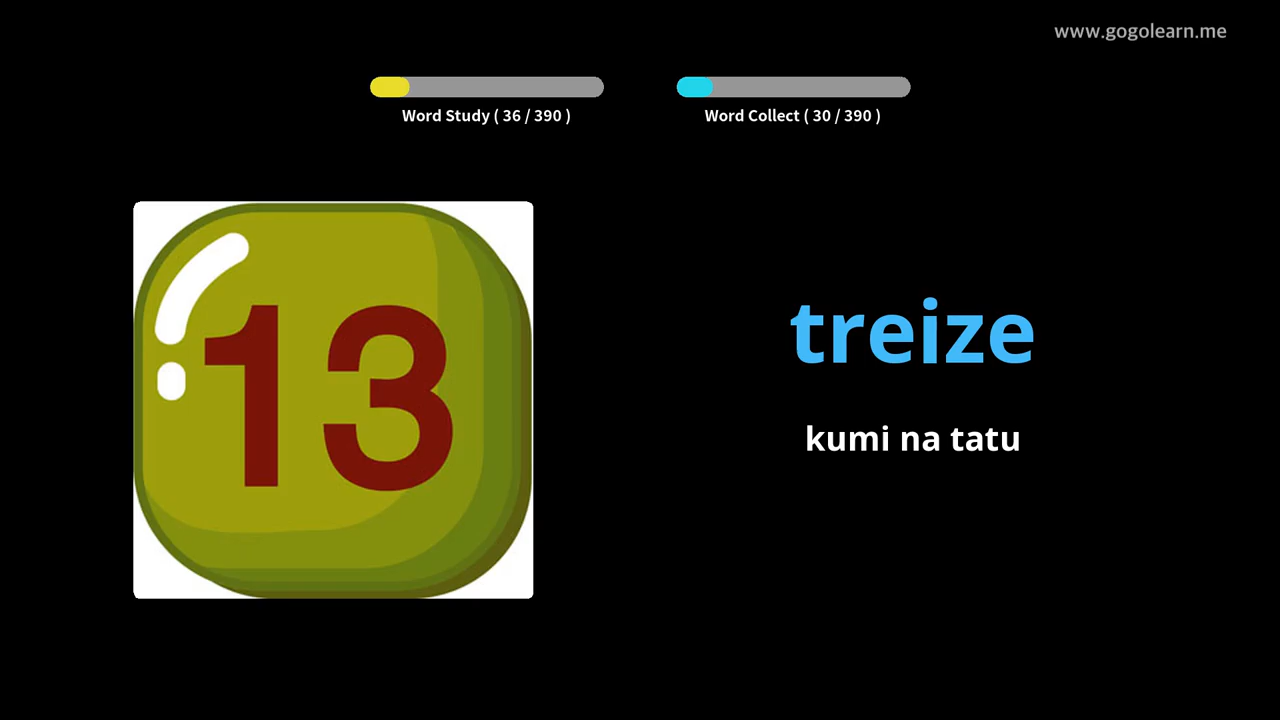 www.gogolearn.me
Word Study ( 36 / 390 )
Word Collect ( 30 / 390 )
13
treize
kumi na tatu